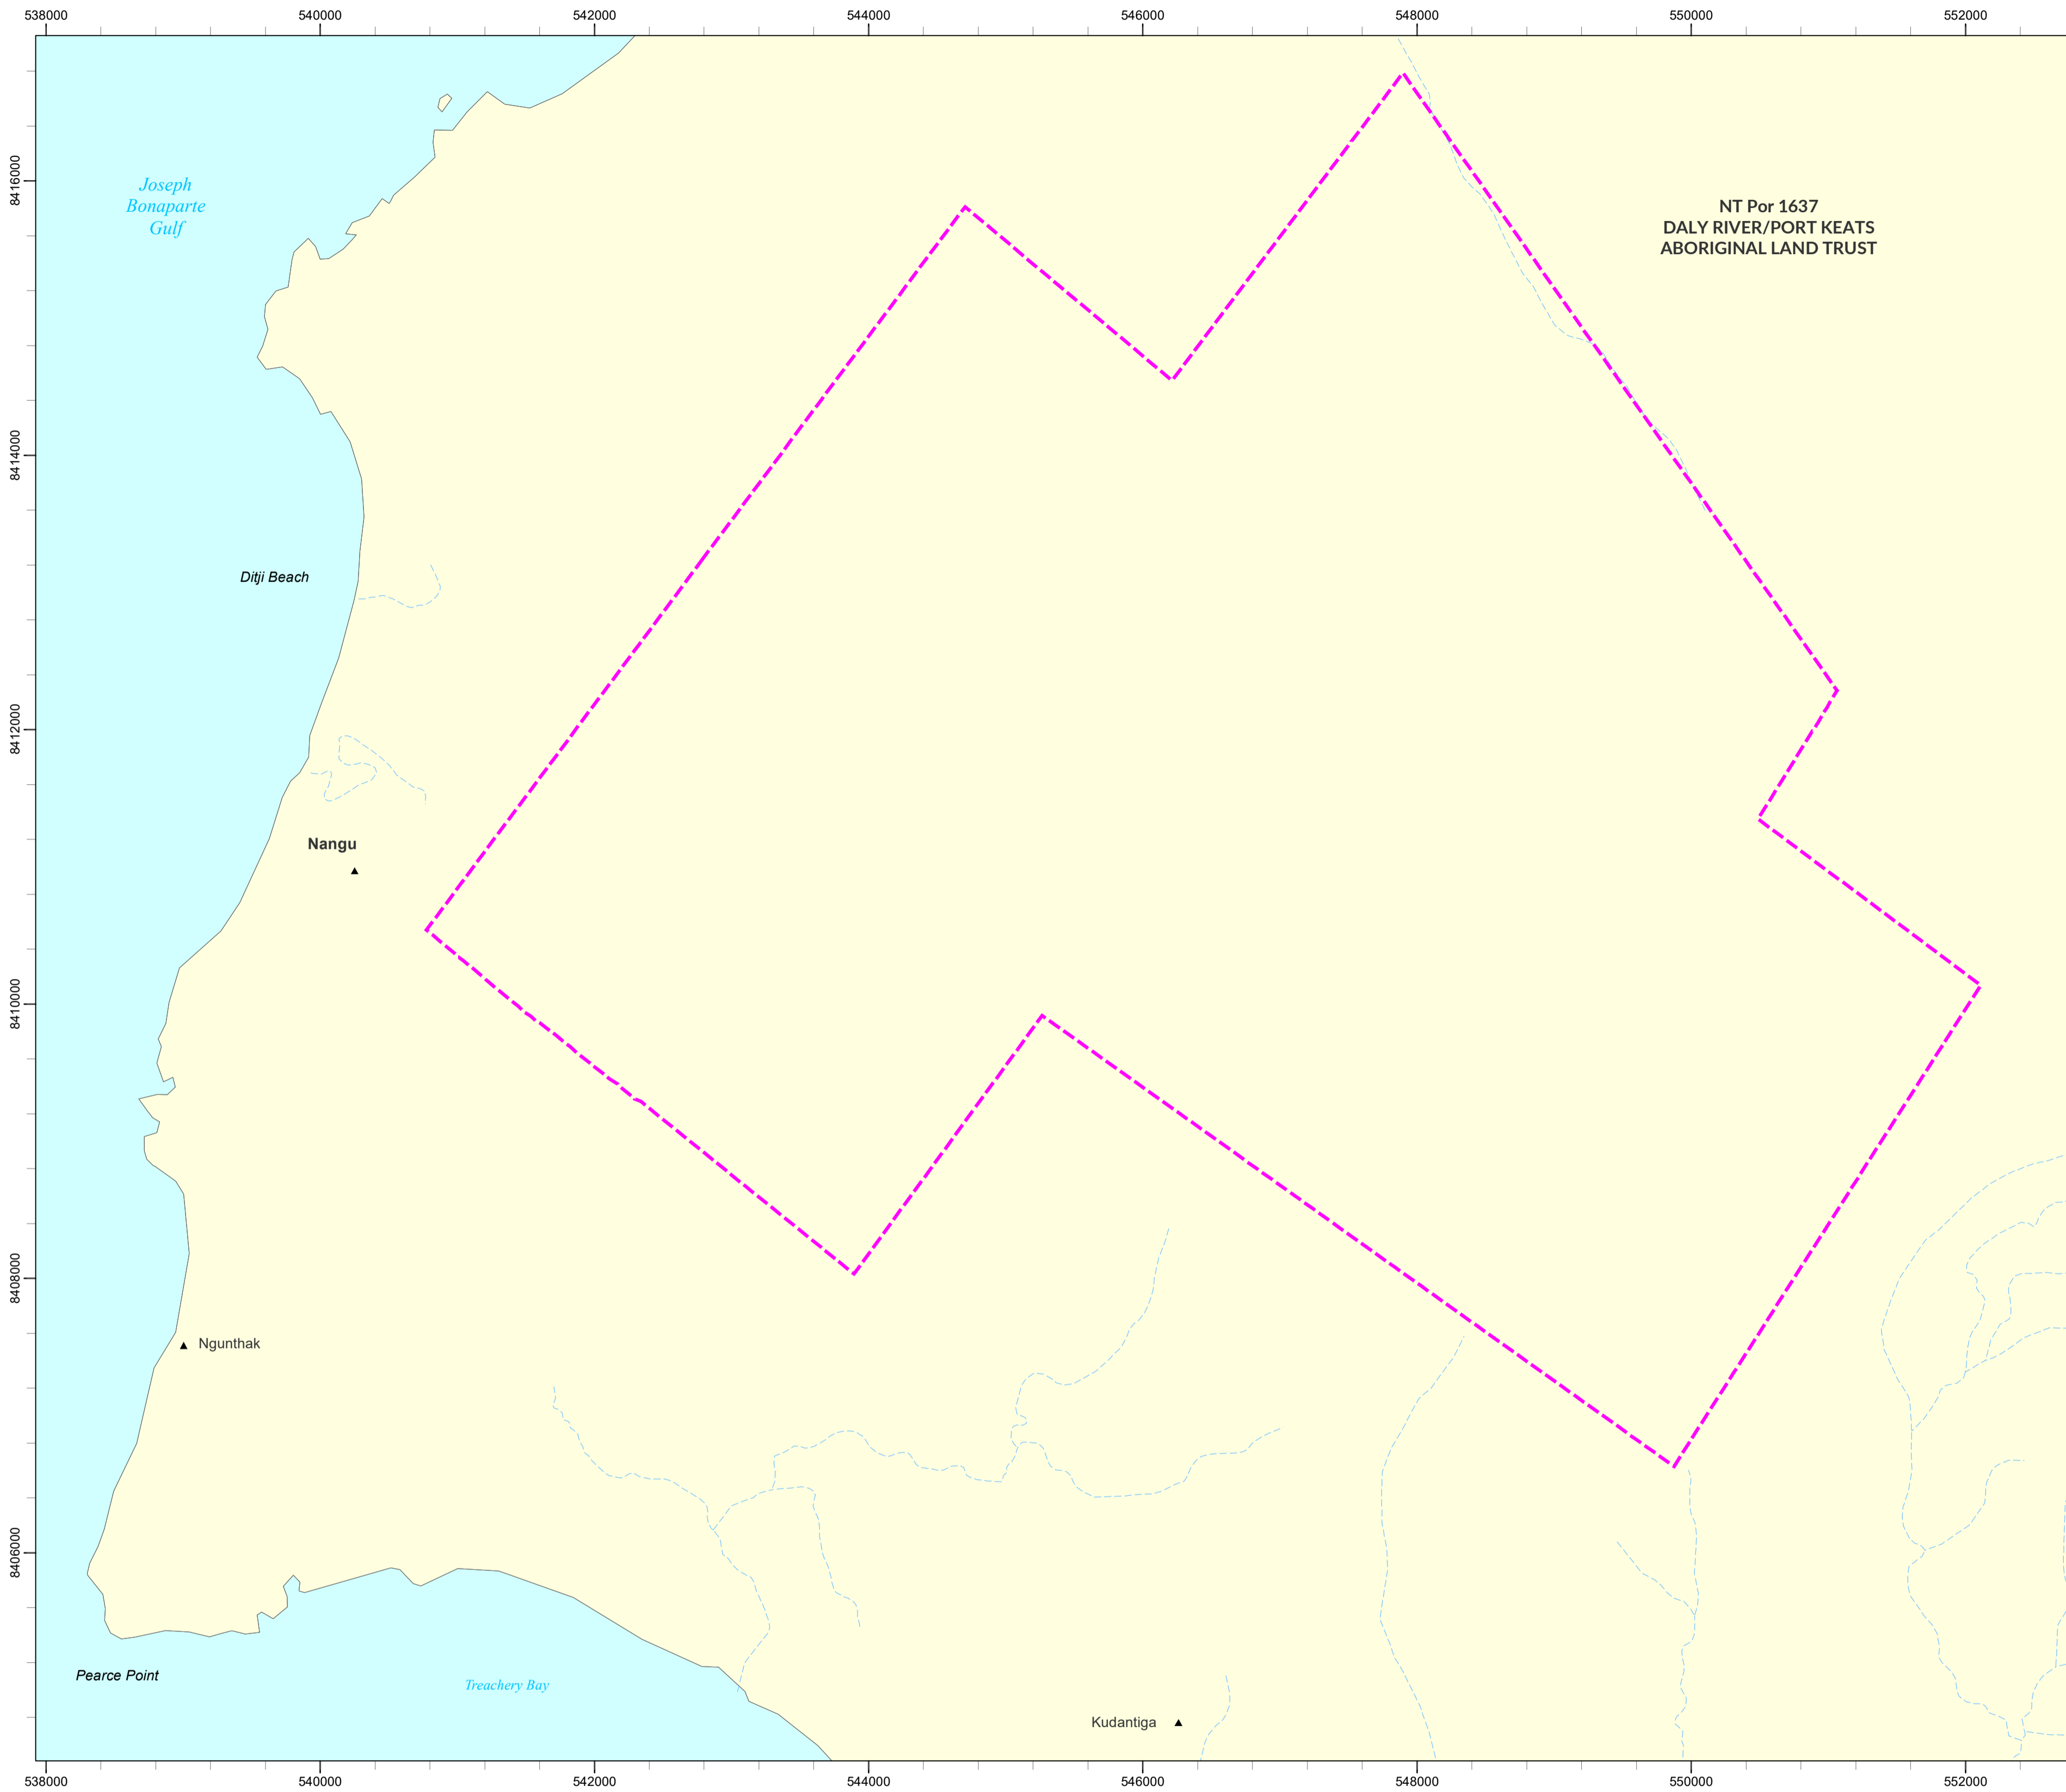 538000
540000
542000
544000
546000
548000
550000
552000
8416000
8414000
8412000
8410000
8408000
8406000
Joseph
Bonaparte
Gulf
NT Por 1637
DALY RIVER/PORT KEATS
ABORIGINAL LAND TRUST
Ditji Beach
Nangu
Ngunthak
Pearce Point
Treachery Bay
Kudantiga
538000
540000
542000
544000
546000
548000
550000
552000